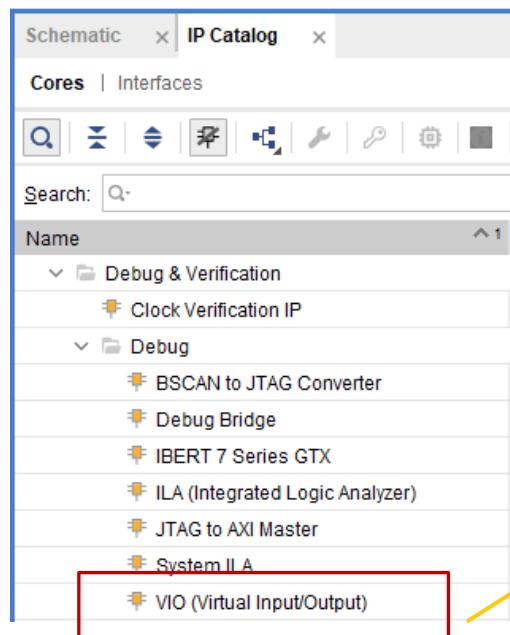 Schematic × IP Catalog ×
Cores | Interfaces
Search: Q-
Name ^ 1
Debug & Verification
Clock Verification IP
Debug
BSCAN to JTAG Converter
Debug Bridge
IBERT 7 Series GTX
ILA (Integrated Logic Analyzer)
JTAG to AXI Master
System ILA
VIO (Virtual Input/Output)